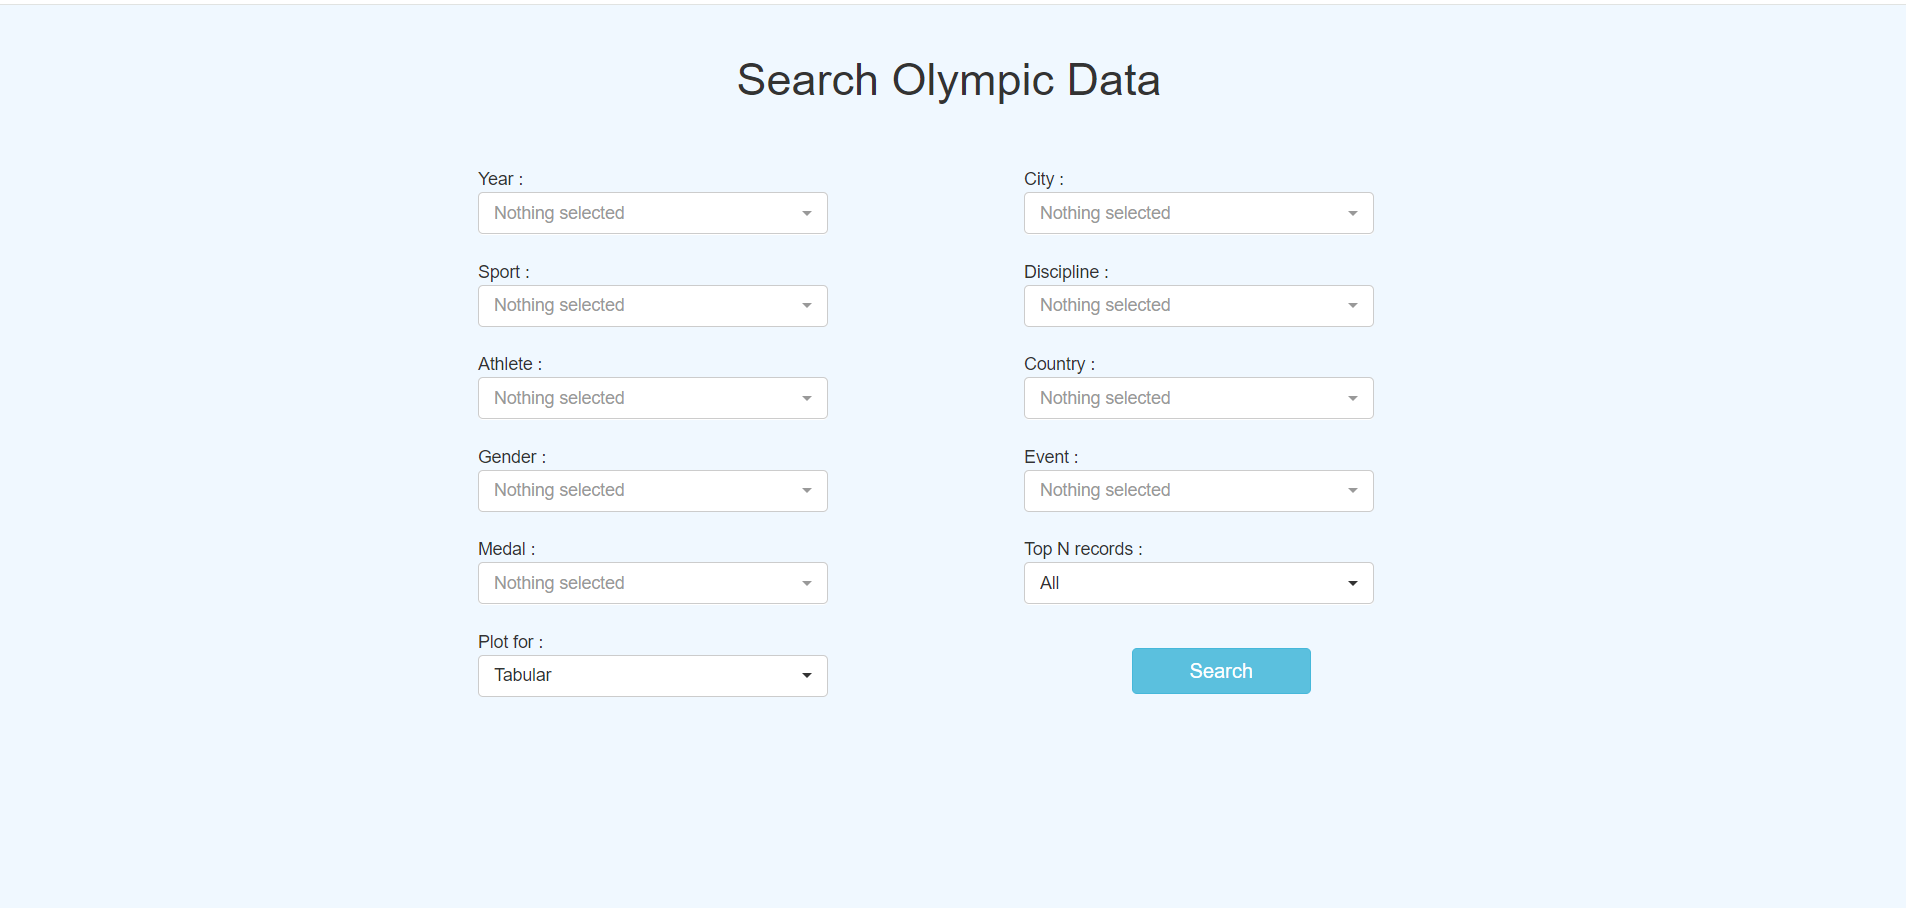 Search Olympic Data
Year :
City :
Nothing selected
Nothing selected
Sport :
Discipline :
Nothing selected
Nothing selected
Athlete :
Country :
Nothing selected
Nothing selected
Gender :
Event :
Nothing selected
Nothing selected
Medal :
Top N records :
Nothing selected
All
Plot for :
Tabular
Search